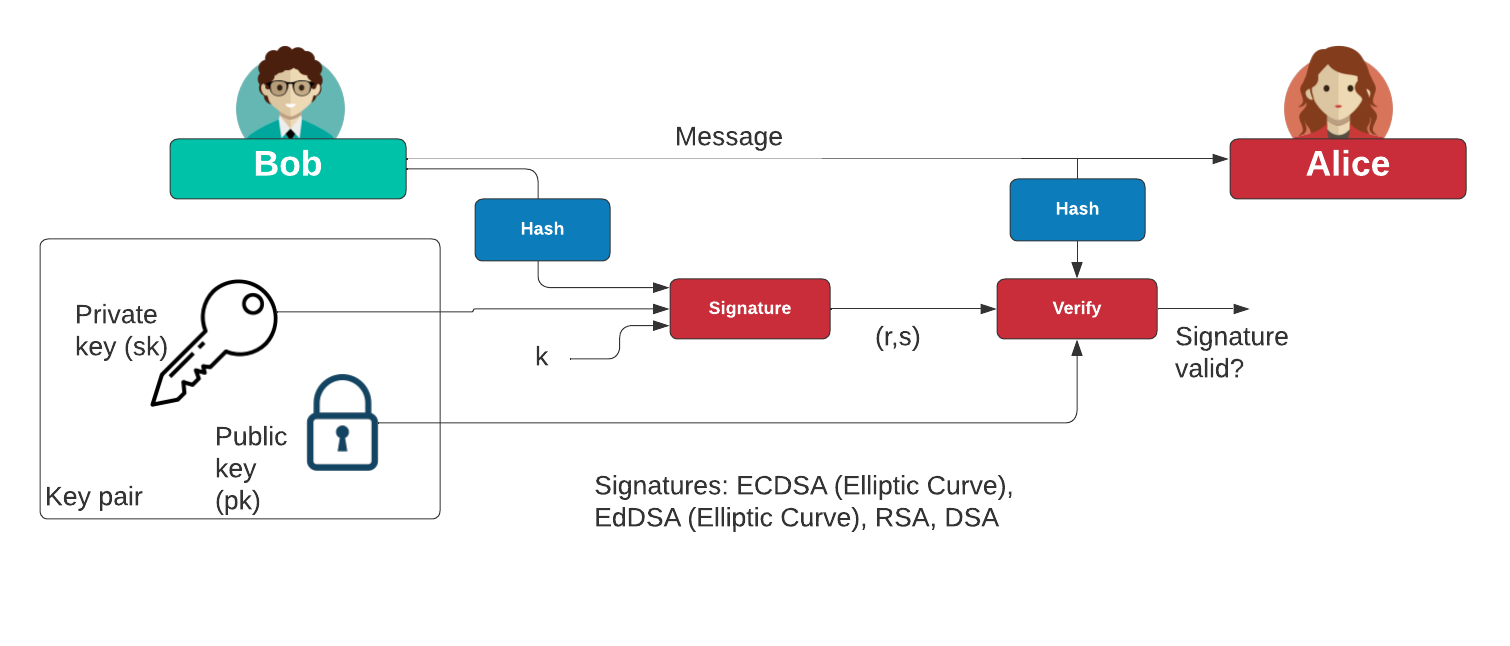 Message
Bob
Alice
Hash
Hash
Private
key (sk)
Signature
Verify
(r,s)
Signature
valid?
k
Public
key
(pk)
Key pair
Signatures: ECDSA (Elliptic Curve),
EdDSA (Elliptic Curve), RSA, DSA